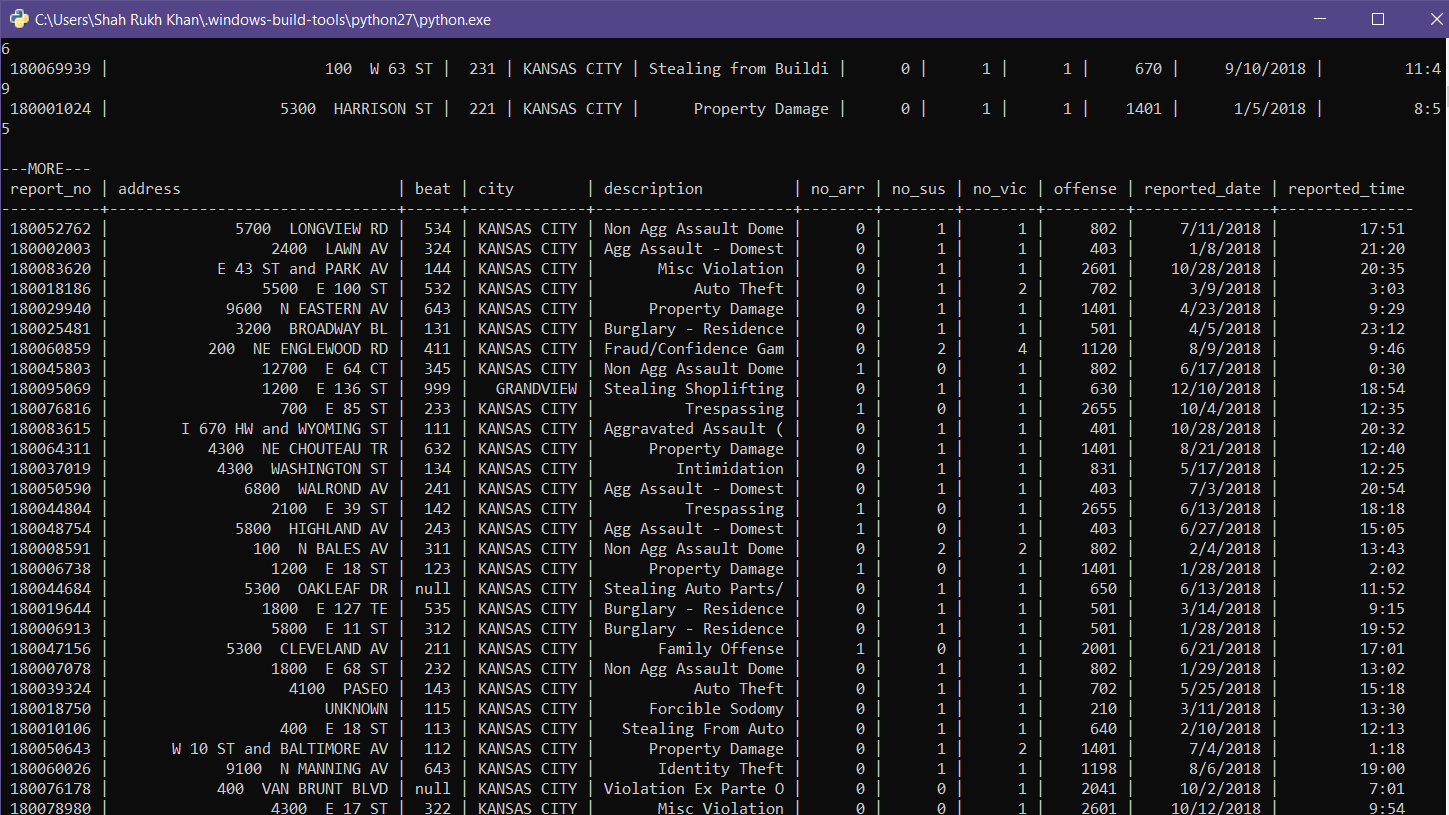 C:\Users\Shah Rukh Khan\.windows-build-tools\python27\python.exe
6
180069939 | 100  W 63 ST | 231 | KANSAS CITY | Stealing from Buildi | 0 | 1 | 1 | 670 | 9/10/2018 | 11:4
9
180001024 | 5300  HARRISON ST | 221 | KANSAS CITY | Property Damage | 0 | 1 | 1 | 1401 | 1/5/2018 | 8:5
5
---MORE---
report_no | address | beat | city | description | no_arr | no_sus | no_vic | offense | reported_date | reported_time
-----------+--------------------------------+------+-------------+----------------------+--------+--------+--------+---------+---------------+---------------
180052762 | 5700  LONGVIEW RD | 534 | KANSAS CITY | Non Agg Assault Dome | 0 | 1 | 1 | 802 | 7/11/2018 | 17:51
180002003 | 2400  LAWN AV | 324 | KANSAS CITY | Agg Assault - Domest | 0 | 1 | 1 | 403 | 1/8/2018 | 21:20
180083620 | E 43 ST and PARK AV | 144 | KANSAS CITY | Misc Violation | 0 | 1 | 1 | 2601 | 10/28/2018 | 20:35
180018186 | 5500  E 100 ST | 532 | KANSAS CITY | Auto Theft | 0 | 1 | 2 | 702 | 3/9/2018 | 3:03
180029940 | 9600  N EASTERN AV | 643 | KANSAS CITY | Property Damage | 0 | 1 | 1 | 1401 | 4/23/2018 | 9:29
180025481 | 3200  BROADWAY BL | 131 | KANSAS CITY | Burglary - Residence | 0 | 1 | 1 | 501 | 4/5/2018 | 23:12
180060859 | 200  NE ENGLEWOOD RD | 411 | KANSAS CITY | Fraud/Confidence Gam | 0 | 2 | 4 | 1120 | 8/9/2018 | 9:46
180045803 | 12700  E 64 CT | 345 | KANSAS CITY | Non Agg Assault Dome | 1 | 0 | 1 | 802 | 6/17/2018 | 0:30
180095069 | 1200  E 136 ST | 999 | GRANDVIEW | Stealing Shoplifting | 0 | 1 | 1 | 630 | 12/10/2018 | 18:54
180076816 | 700  E 85 ST | 233 | KANSAS CITY | Trespassing | 1 | 0 | 1 | 2655 | 10/4/2018 | 12:35
180083615 | I 670 HW and WYOMING ST | 111 | KANSAS CITY | Aggravated Assault ( | 0 | 1 | 1 | 401 | 10/28/2018 | 20:32
180064311 | 4300  NE CHOUTEAU TR | 632 | KANSAS CITY | Property Damage | 0 | 1 | 1 | 1401 | 8/21/2018 | 12:40
180037019 | 4300  WASHINGTON ST | 134 | KANSAS CITY | Intimidation | 0 | 1 | 1 | 831 | 5/17/2018 | 12:25
180050590 | 6800  WALROND AV | 241 | KANSAS CITY | Agg Assault - Domest | 0 | 1 | 1 | 403 | 7/3/2018 | 20:54
180044804 | 2100  E 39 ST | 142 | KANSAS CITY | Trespassing | 1 | 0 | 1 | 2655 | 6/13/2018 | 18:18
180048754 | 5800  HIGHLAND AV | 243 | KANSAS CITY | Agg Assault - Domest | 1 | 0 | 1 | 403 | 6/27/2018 | 15:05
180008591 | 100  N BALES AV | 311 | KANSAS CITY | Non Agg Assault Dome | 0 | 2 | 2 | 802 | 2/4/2018 | 13:43
180006738 | 1200  E 18 ST | 123 | KANSAS CITY | Property Damage | 1 | 0 | 1 | 1401 | 1/28/2018 | 2:02
180044684 | 5300  OAKLEAF DR | null | KANSAS CITY | Stealing Auto Parts/ | 0 | 1 | 1 | 650 | 6/13/2018 | 11:52
180019644 | 1800  E 127 TE | 535 | KANSAS CITY | Burglary - Residence | 0 | 1 | 1 | 501 | 3/14/2018 | 9:15
180006913 | 5800  E 11 ST | 312 | KANSAS CITY | Burglary - Residence | 0 | 1 | 1 | 501 | 1/28/2018 | 19:52
180047156 | 5300  CLEVELAND AV | 211 | KANSAS CITY | Family Offense | 1 | 0 | 1 | 2001 | 6/21/2018 | 17:01
180007078 | 1800  E 68 ST | 232 | KANSAS CITY | Non Agg Assault Dome | 0 | 1 | 1 | 802 | 1/29/2018 | 13:02
180039324 | 4100  PASEO | 143 | KANSAS CITY | Auto Theft | 0 | 1 | 1 | 702 | 5/25/2018 | 15:18
180018750 | UNKNOWN | 115 | KANSAS CITY | Forcible Sodomy | 0 | 1 | 1 | 210 | 3/11/2018 | 13:30
180010106 | 400  E 18 ST | 113 | KANSAS CITY | Stealing From Auto | 0 | 1 | 1 | 640 | 2/10/2018 | 12:13
180050643 | W 10 ST and BALTIMORE AV | 112 | KANSAS CITY | Property Damage | 0 | 1 | 2 | 1401 | 7/4/2018 | 1:18
180060026 | 9100  N MANNING AV | 643 | KANSAS CITY | Identity Theft | 0 | 1 | 1 | 1198 | 8/6/2018 | 19:00
180076178 | 400  VAN BRUNT BLVD | null | KANSAS CITY | Violation Ex Parte O | 0 | 1 | 1 | 2041 | 10/2/2018 | 7:01
180078980 | 4300  E 17 ST | 322 | KANSAS CITY | Misc Violation | 0 | 1 | 1 | 2601 | 10/12/2018 | 9:54